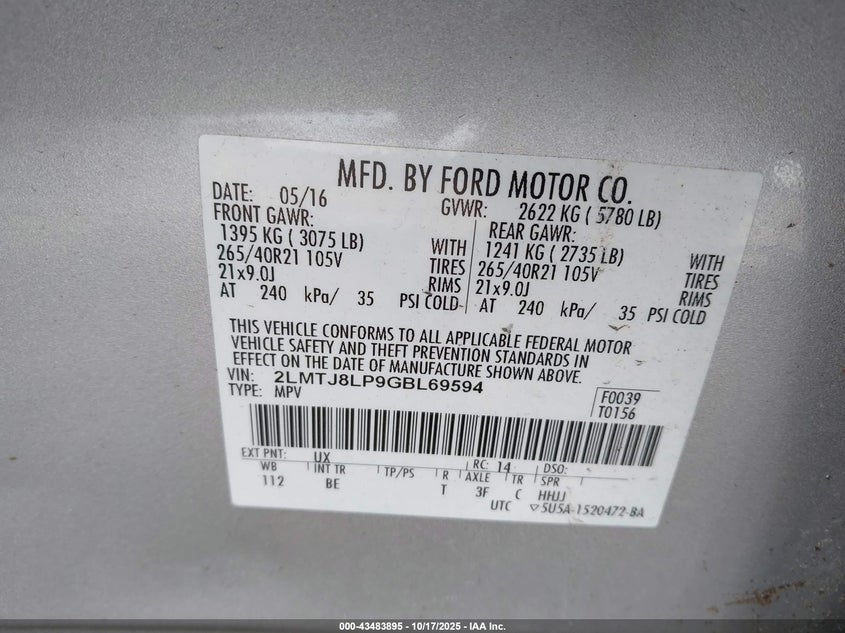 MFD. BY FORD MOTOR CO.
DATE: 05/16 GVWR: 2622 KG ( 5780 LB)
FRONT GAWR: REAR GAWR:
1395 KG ( 3075 LB) WITH 1241 KG ( 2735 LB) WITH
265/40R21 105V TIRES 265/40R21 105V TIRES
21x9.0J RIMS 21x9.0J RIMS
AT 240 kPa/ 35 PSI COLD AT 240 kPa/ 35 PSI COLD
THIS VEHICLE CONFORMS TO ALL APPLICABLE FEDERAL MOTOR
VEHICLE SAFETY AND THEFT PREVENTION STANDARDS IN
EFFECT ON THE DATE OF MANUFACTURE SHOWN ABOVE.
VIN: 2LMTJ8LP9GBL69594
TYPE: MPV
F0039
T0156
EXT PNT: UX RC: 14 DSO:
WB INT TR TP/PS R AXLE TR SPR
112 BE T 3F C HHJJ
UTC ▽5U5A-1520472-BA
000-43483895 - 10/17/2025 - IAA Inc.